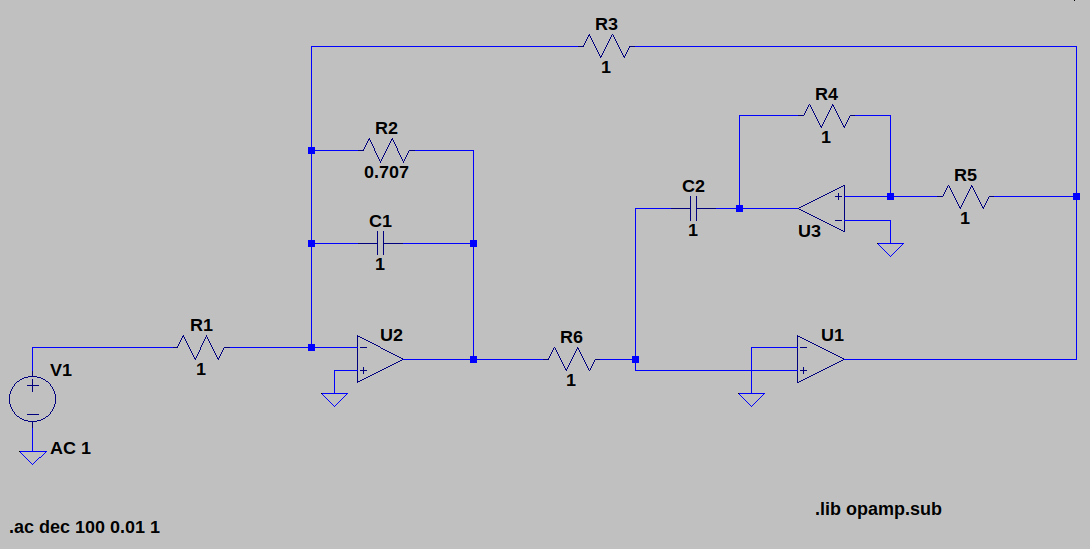 R3
1
R4
1
R2
0.707
C2
1
R5
1
+
−
U3
C1
1
R1
1
U2
−
+
R6
1
U1
−
+
V1
+
−
AC 1
.ac dec 100 0.01 1
.lib opamp.sub